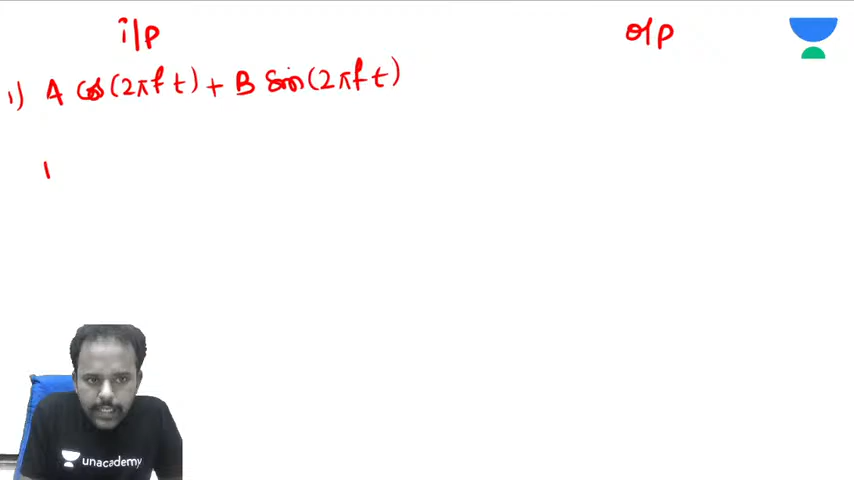 i/p
o/p
1) A cos(2πft) + B sin(2πft)
unacademy